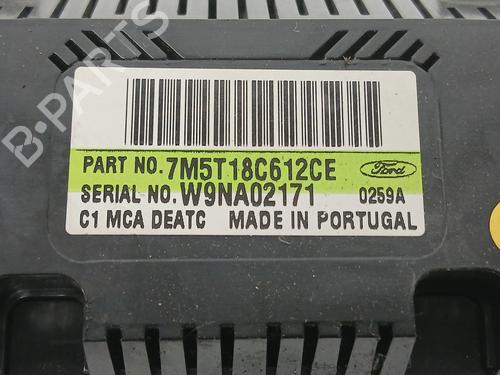 B-PARTS
PART NO. 7M5T18C612CE
Ford
SERIAL NO. W9NA02171 0259A
C1 MCA DEATC MADE IN PORTUGAL